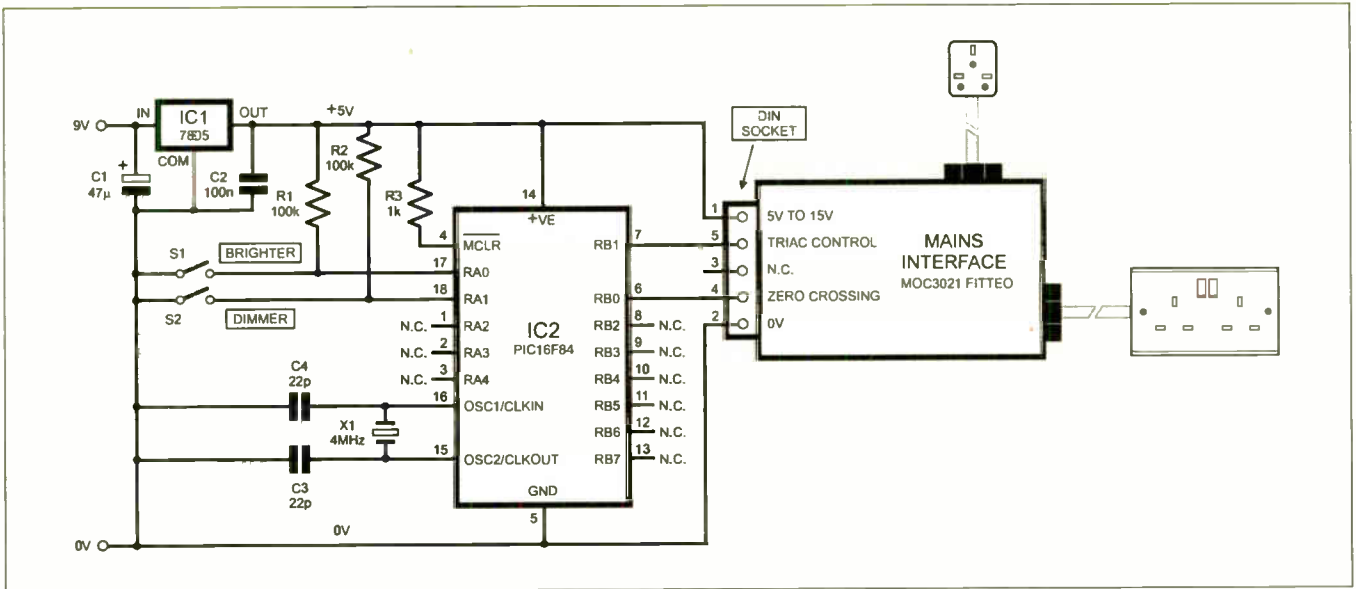 9V
IN
IC1
7805
OUT
COM
+5V
C1
47µ
+
C2
100n
R1
100k
R2
100k
R3
1k
S1
BRIGHTER
S2
DIMMER
14
+VE
4
MCLR
17
RA0
18
RA1
N.C. 1 RA2
N.C. 2 RA3
N.C. 3 RA4
16
OSC1/CLKIN
15
OSC2/CLKOUT
IC2
PIC16F84
RB1 7
RB0 6
RB2 8 N.C.
RB3 9 N.C.
RB4 10 N.C.
RB5 11 N.C.
RB6 12 N.C.
RB7 13 N.C.
GND
5
C4
22p
X1
4MHz
C3
22p
0V
0V
DIN
SOCKET
1 5V TO 15V
5 TRIAC CONTROL
3 N.C.
4 ZERO CROSSING
2 0V
MAINS
INTERFACE
MOC3021 FITTEO